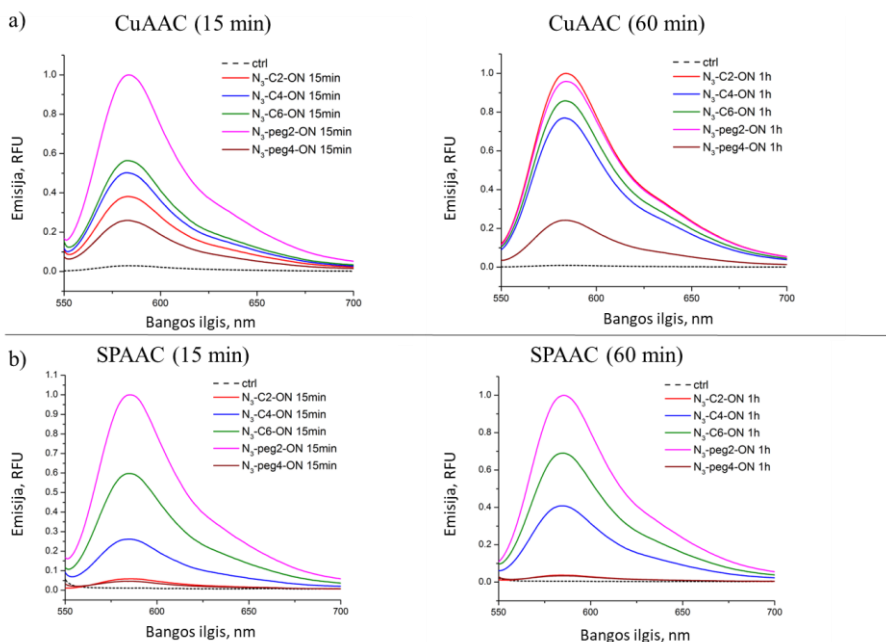 a)
CuAAC (15 min)
Emisija, RFU
1.0
0.8
0.6
0.4
0.2
0.0
ctrl
N₃-C2-ON 15min
N₃-C4-ON 15min
N₃-C6-ON 15min
N₃-peg2-ON 15min
N₃-peg4-ON 15min
550 600 650 700
Bangos ilgis, nm
CuAAC (60 min)
Emisija, RFU
1.0
0.8
0.6
0.4
0.2
0.0
ctrl
N₃-C2-ON 1h
N₃-C4-ON 1h
N₃-C6-ON 1h
N₃-peg2-ON 1h
N₃-peg4-ON 1h
550 600 650 700
Bangos ilgis, nm
b)
SPAAC (15 min)
Emisija, RFU
1.1
1.0
0.9
0.8
0.7
0.6
0.5
0.4
0.3
0.2
0.1
0.0
ctrl
N₃-C2-ON 15min
N₃-C4-ON 15min
N₃-C6-ON 15min
N₃-peg2-ON 15min
N₃-peg4-ON 15min
550 600 650 700
Bangos ilgis, nm
SPAAC (60 min)
Emisija, RFU
1.0
0.8
0.6
0.4
0.2
0.0
ctrl
N₃-C2-ON 1h
N₃-C4-ON 1h
N₃-C6-ON 1h
N₃-peg2-ON 1h
N₃-peg4-ON 1h
550 600 650 700
Bangos ilgis, nm